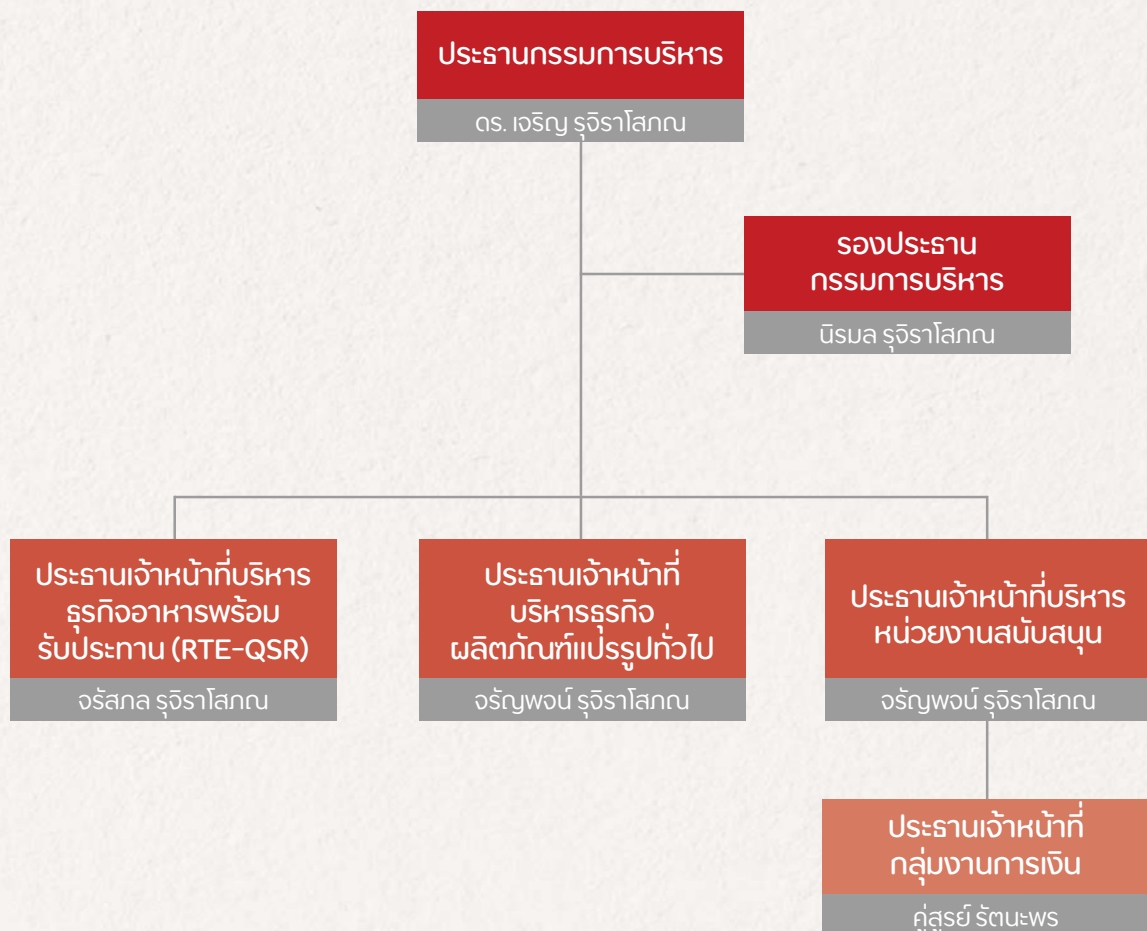 ประธานกรรมการบริหาร
ดร. เจริญ รุจิราโสภณ
รองประธาน
กรรมการบริหาร
นิรมล รุจิราโสภณ
ประธานเจ้าหน้าที่บริหาร
ธุรกิจอาหารพร้อม
รับประทาน (RTE-QSR)
จรัสภล รุจิราโสภณ
ประธานเจ้าหน้าที่
บริหารธุรกิจ
ผลิตภัณฑ์แปรรูปทั่วไป
จรัญพจน์ รุจิราโสภณ
ประธานเจ้าหน้าที่บริหาร
หน่วยงานสนับสนุน
จรัญพจน์ รุจิราโสภณ
ประธานเจ้าหน้าที่
กลุ่มงานการเงิน
คู่สูรย์ รัตนะพร